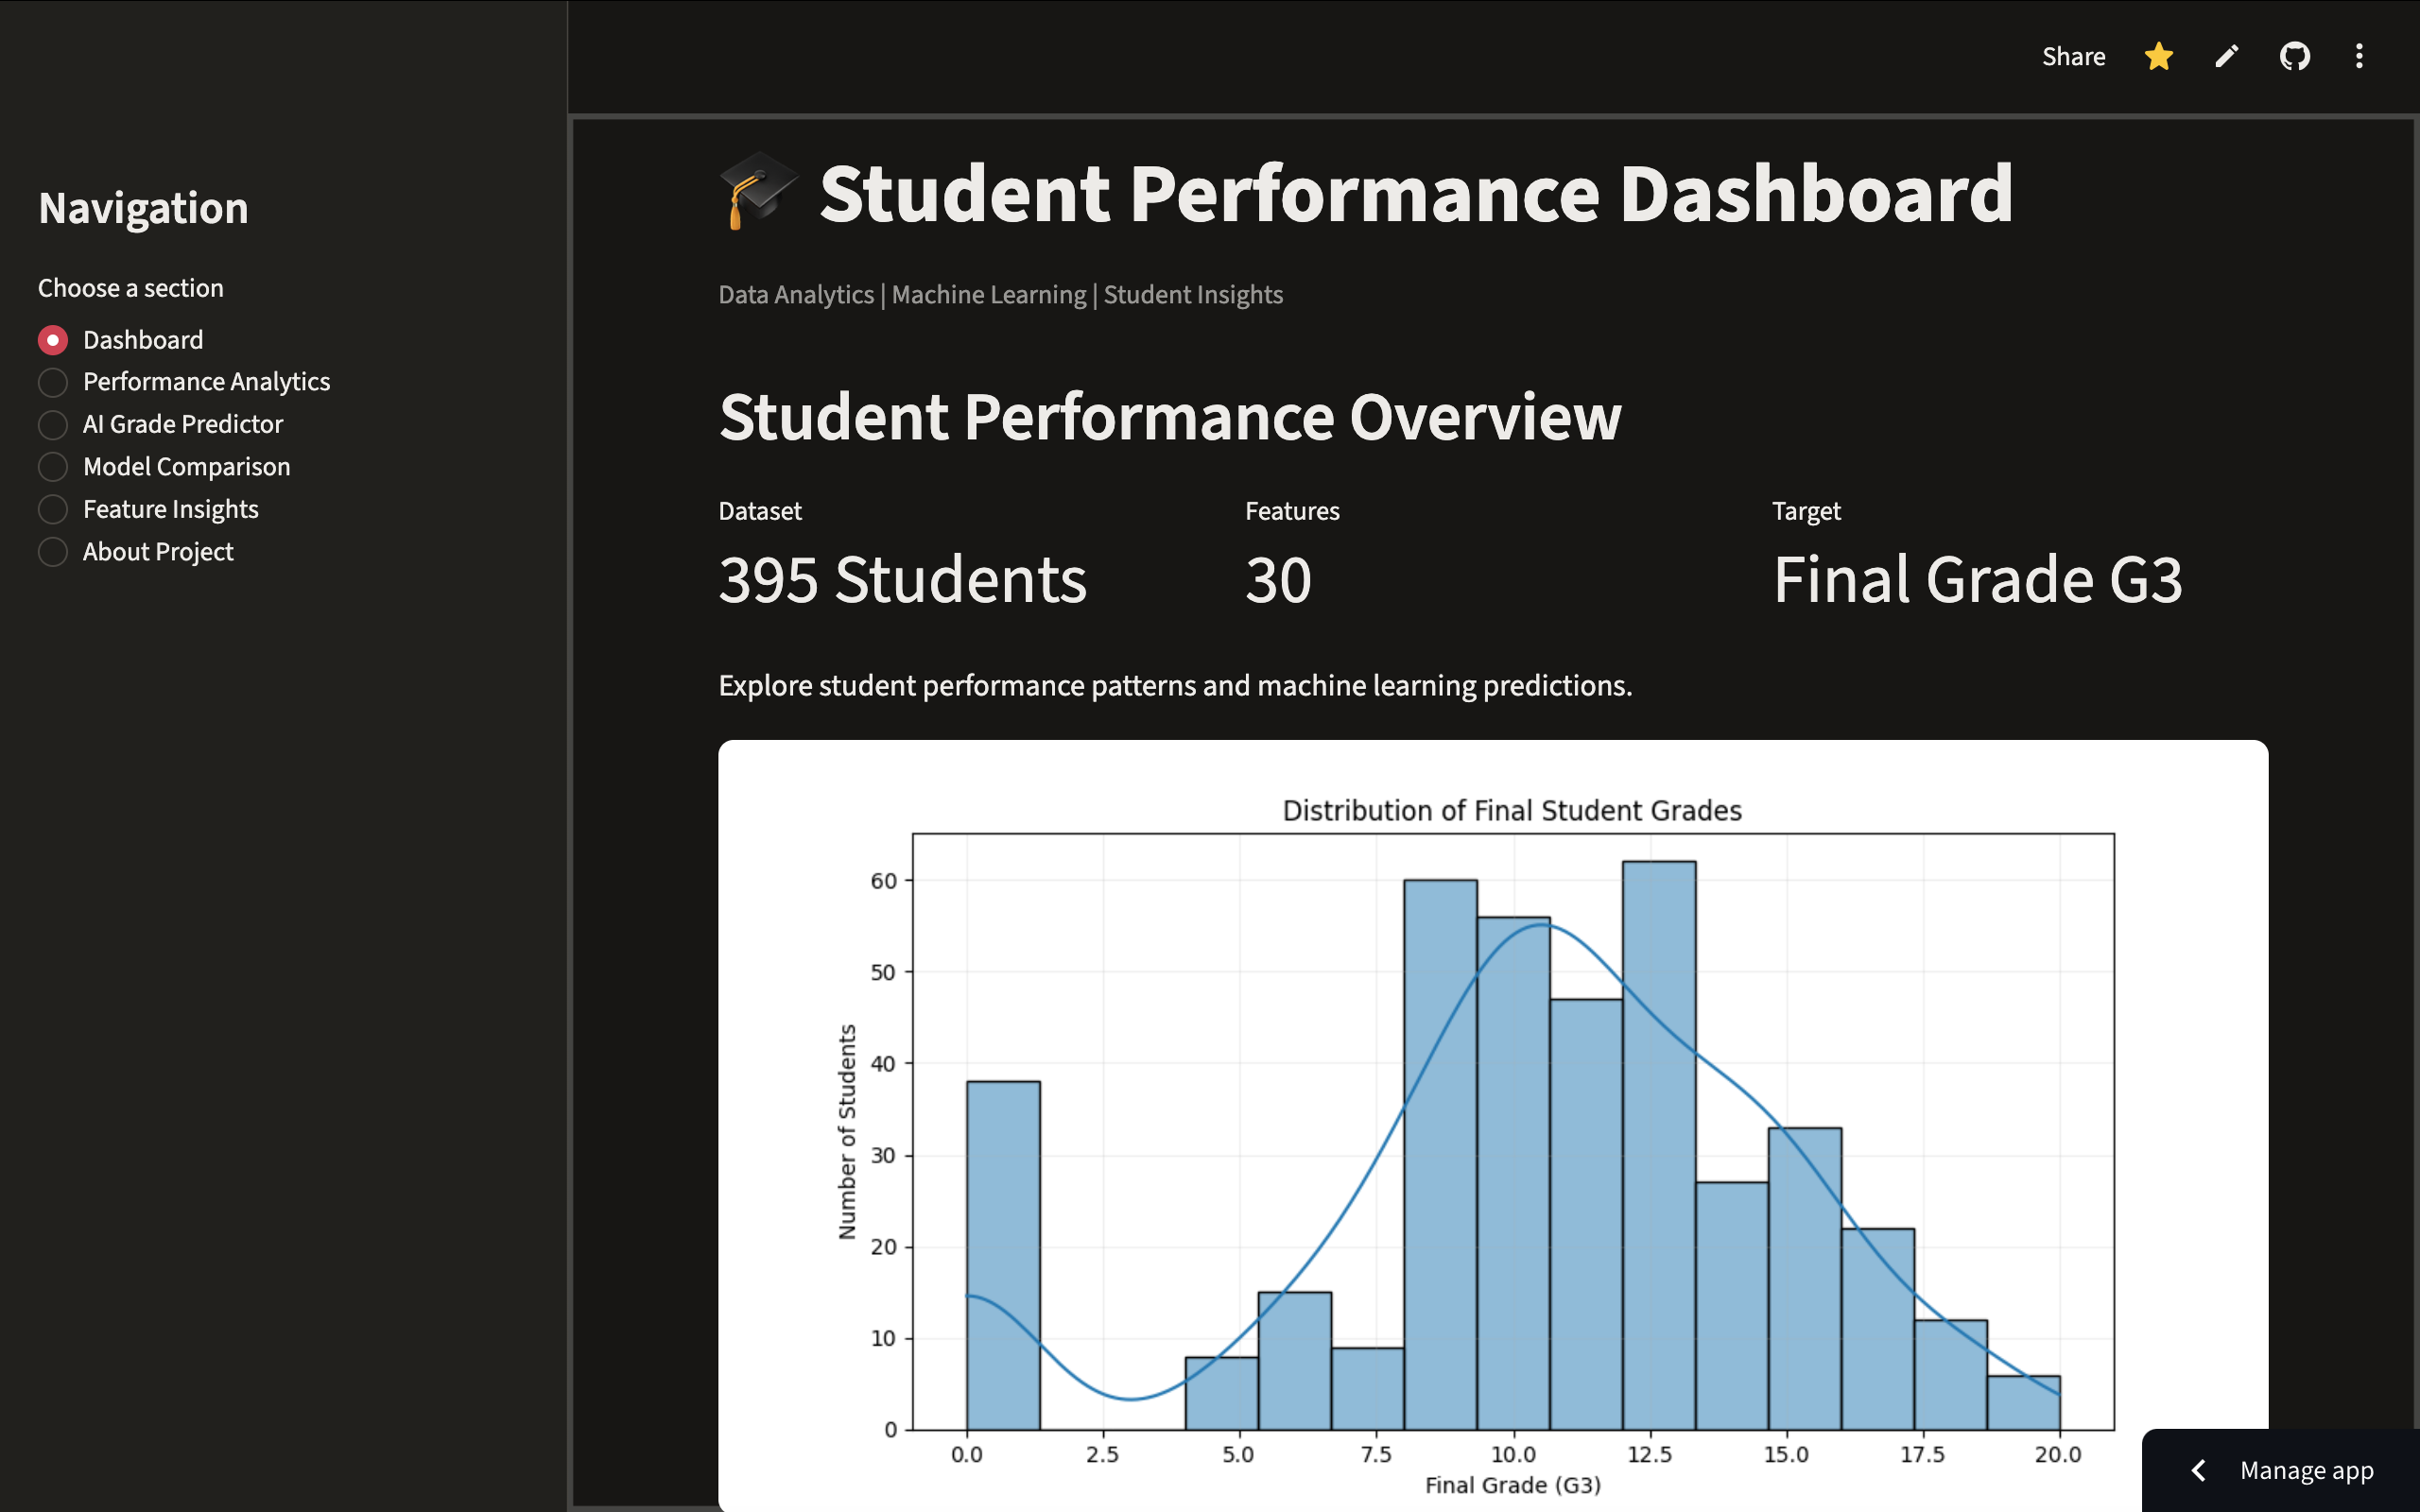 Share
Navigation
Choose a section
Dashboard
Performance Analytics
AI Grade Predictor
Model Comparison
Feature Insights
About Project
Student Performance Dashboard
Data Analytics | Machine Learning | Student Insights
Student Performance Overview
Dataset
395 Students
Features
30
Target
Final Grade G3
Explore student performance patterns and machine learning predictions.
Distribution of Final Student Grades
Number of Students
60
50
40
30
20
10
0
0.0 2.5 5.0 7.5 10.0 12.5 15.0 17.5 20.0
Final Grade (G3)
Manage app